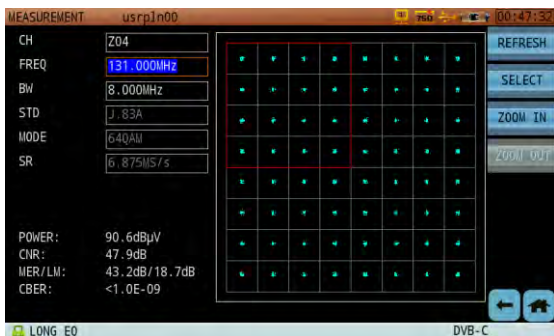 MEASUREMENT usrpIn00 750 00:47:32
CH Z04
FREQ 131.000MHz
BW 8.000MHz
STD J.83A
MODE 64QAM
SR 6.875MS/s
POWER: 90.6dBµV
CNR: 47.9dB
MER/LM: 43.2dB/18.7dB
CBER: <1.0E-09
REFRESH
SELECT
ZOOM IN
ZOOM OUT
LONG EQ DVB-C